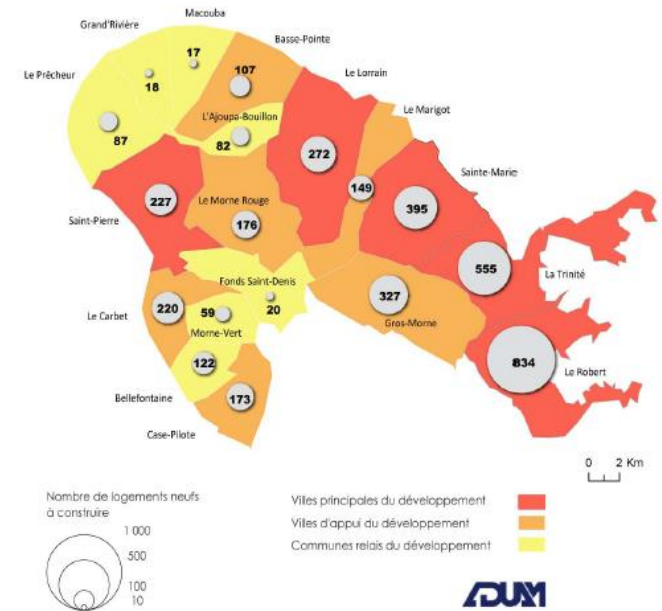 Macouba
Grand'Rivière
Basse-Pointe
17
Le Prêcheur
18
107
Le Lorrain
Le Marigot
L'Ajoupa-Bouillon
87
82
272
Sainte-Marie
149
227
Le Morne Rouge
395
Saint-Pierre
176
555
La Trinité
Fonds Saint-Denis
327
220
59
20
Le Carbet
Morne-Vert
Gros-Morne
122
834
Le Robert
Bellefontaine
173
Case-Pilote
0 2 Km
Nombre de logements neufs
à construire
1 000
500
100
10
Villes principales du développement
Villes d'appui du développement
Communes relais du développement
ADUAM